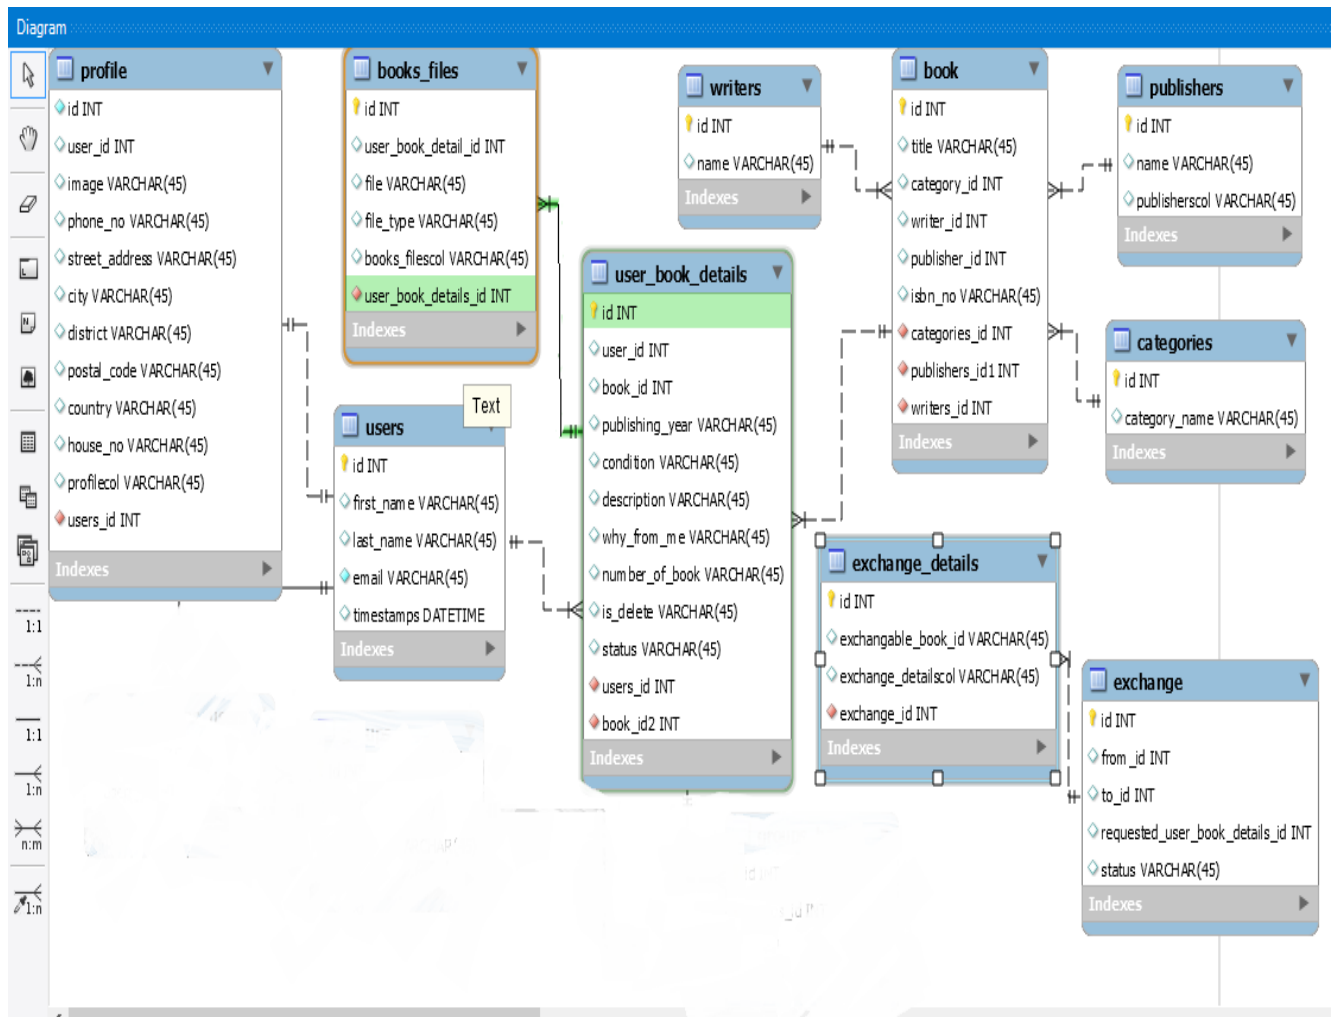 Diagram
profile
id INT
user_id INT
image VARCHAR(45)
phone_no VARCHAR(45)
street_address VARCHAR(45)
city VARCHAR(45)
district VARCHAR(45)
postal_code VARCHAR(45)
country VARCHAR(45)
house_no VARCHAR(45)
profilecol VARCHAR(45)
users_id INT
Indexes
books_files
id INT
user_book_detail_id INT
file VARCHAR(45)
file_type VARCHAR(45)
books_filescol VARCHAR(45)
user_book_details_id INT
Indexes
Text
users
id INT
first_name VARCHAR(45)
last_name VARCHAR(45)
email VARCHAR(45)
timestamps DATETIME
Indexes
writers
id INT
name VARCHAR(45)
Indexes
user_book_details
id INT
user_id INT
book_id INT
publishing_year VARCHAR(45)
condition VARCHAR(45)
description VARCHAR(45)
why_from_me VARCHAR(45)
number_of_book VARCHAR(45)
is_delete VARCHAR(45)
status VARCHAR(45)
users_id INT
book_id2 INT
Indexes
book
id INT
title VARCHAR(45)
category_id INT
writer_id INT
publisher_id INT
isbn_no VARCHAR(45)
categories_id INT
publishers_id1 INT
writers_id INT
Indexes
publishers
id INT
name VARCHAR(45)
publisherscol VARCHAR(45)
Indexes
categories
id INT
category_name VARCHAR(45)
Indexes
exchange_details
id INT
exchangable_book_id VARCHAR(45)
exchange_detailscol VARCHAR(45)
exchange_id INT
Indexes
exchange
id INT
from_id INT
to_id INT
requested_user_book_details_id INT
status VARCHAR(45)
Indexes
1:1
1:n
1:1
1:n
n:m
1:n